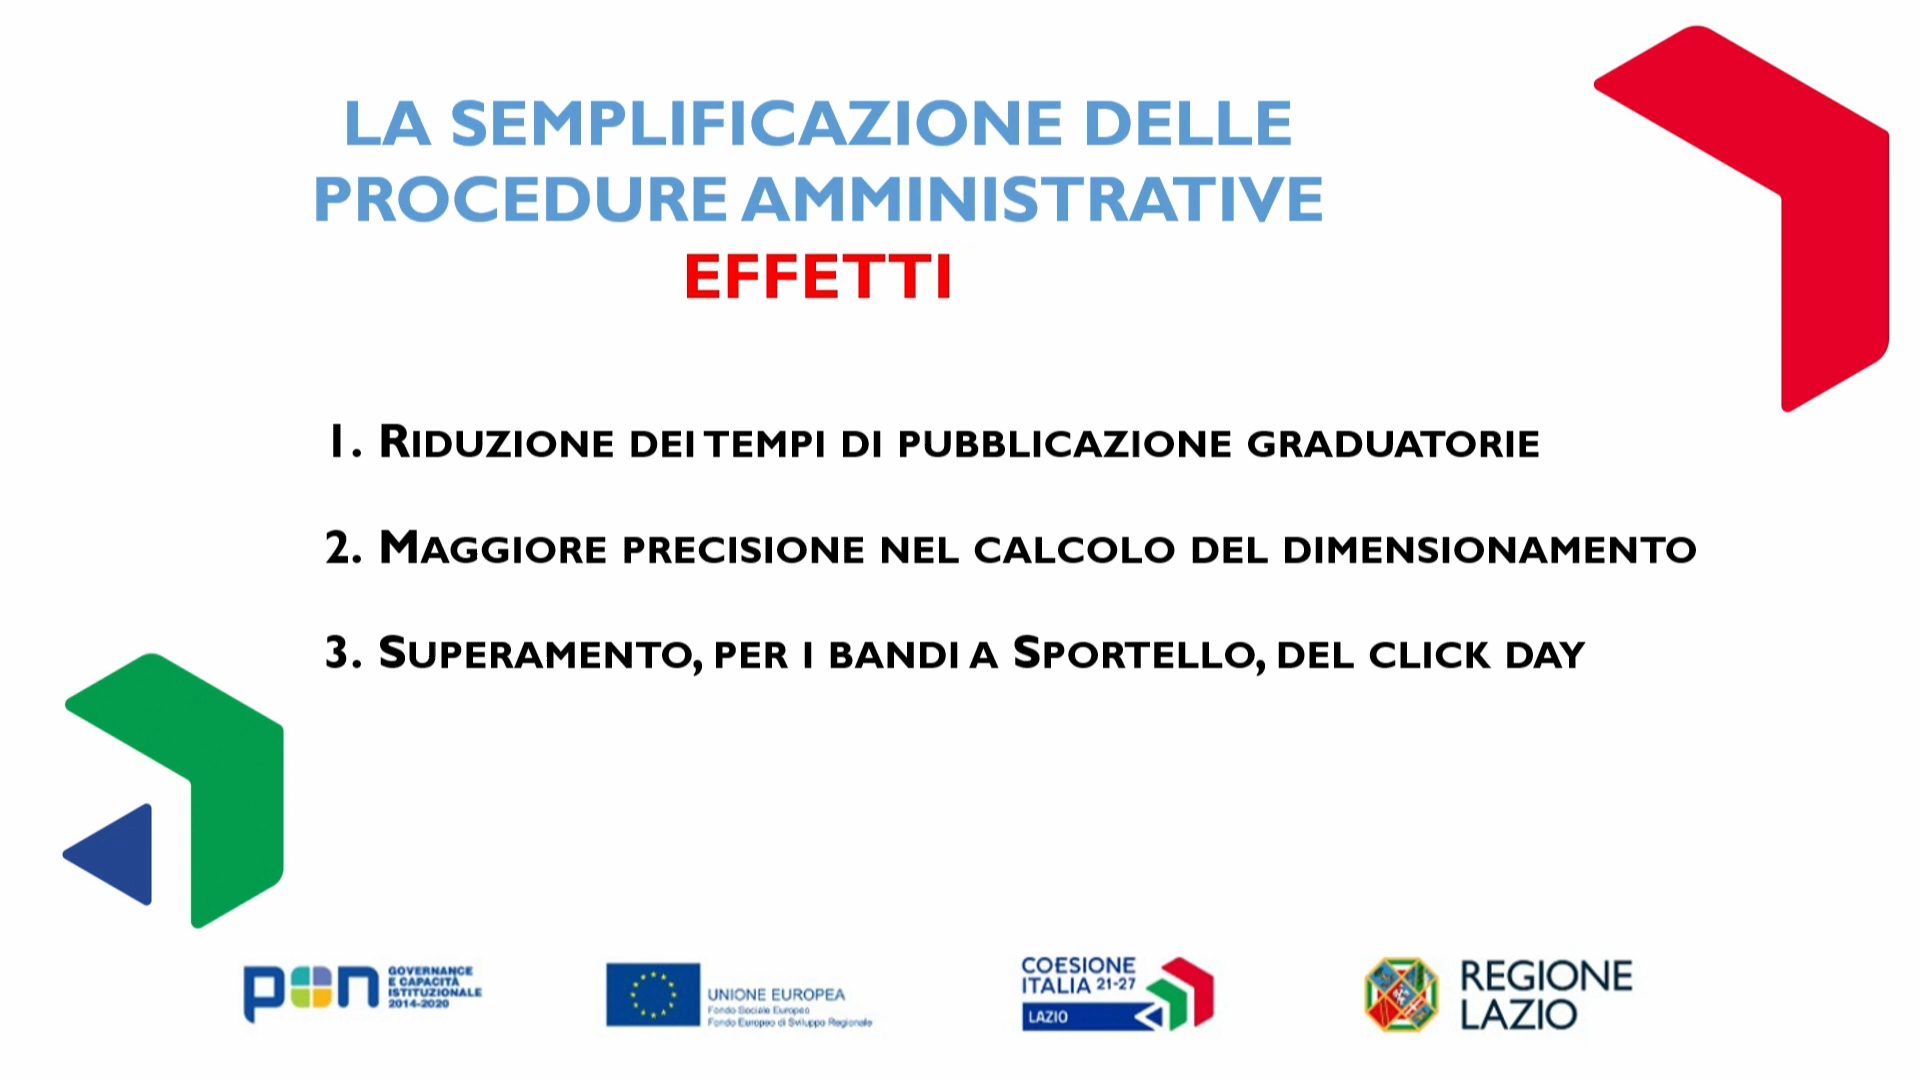 LA SEMPLIFICAZIONE DELLE
PROCEDURE AMMINISTRATIVE
EFFETTI
1. RIDUZIONE DEI TEMPI DI PUBBLICAZIONE GRADUATORIE
2. MAGGIORE PRECISIONE NEL CALCOLO DEL DIMENSIONAMENTO
3. SUPERAMENTO, PER I BANDI A SPORTELLO, DEL CLICK DAY
pon
GOVERNANCE
E CAPACITÀ
ISTITUZIONALE
2014-2020
UNIONE EUROPEA
Fondo Sociale Europeo
Fondo Europeo di Sviluppo Regionale
COESIONE
ITALIA 21-27
LAZIO
REGIONE
LAZIO